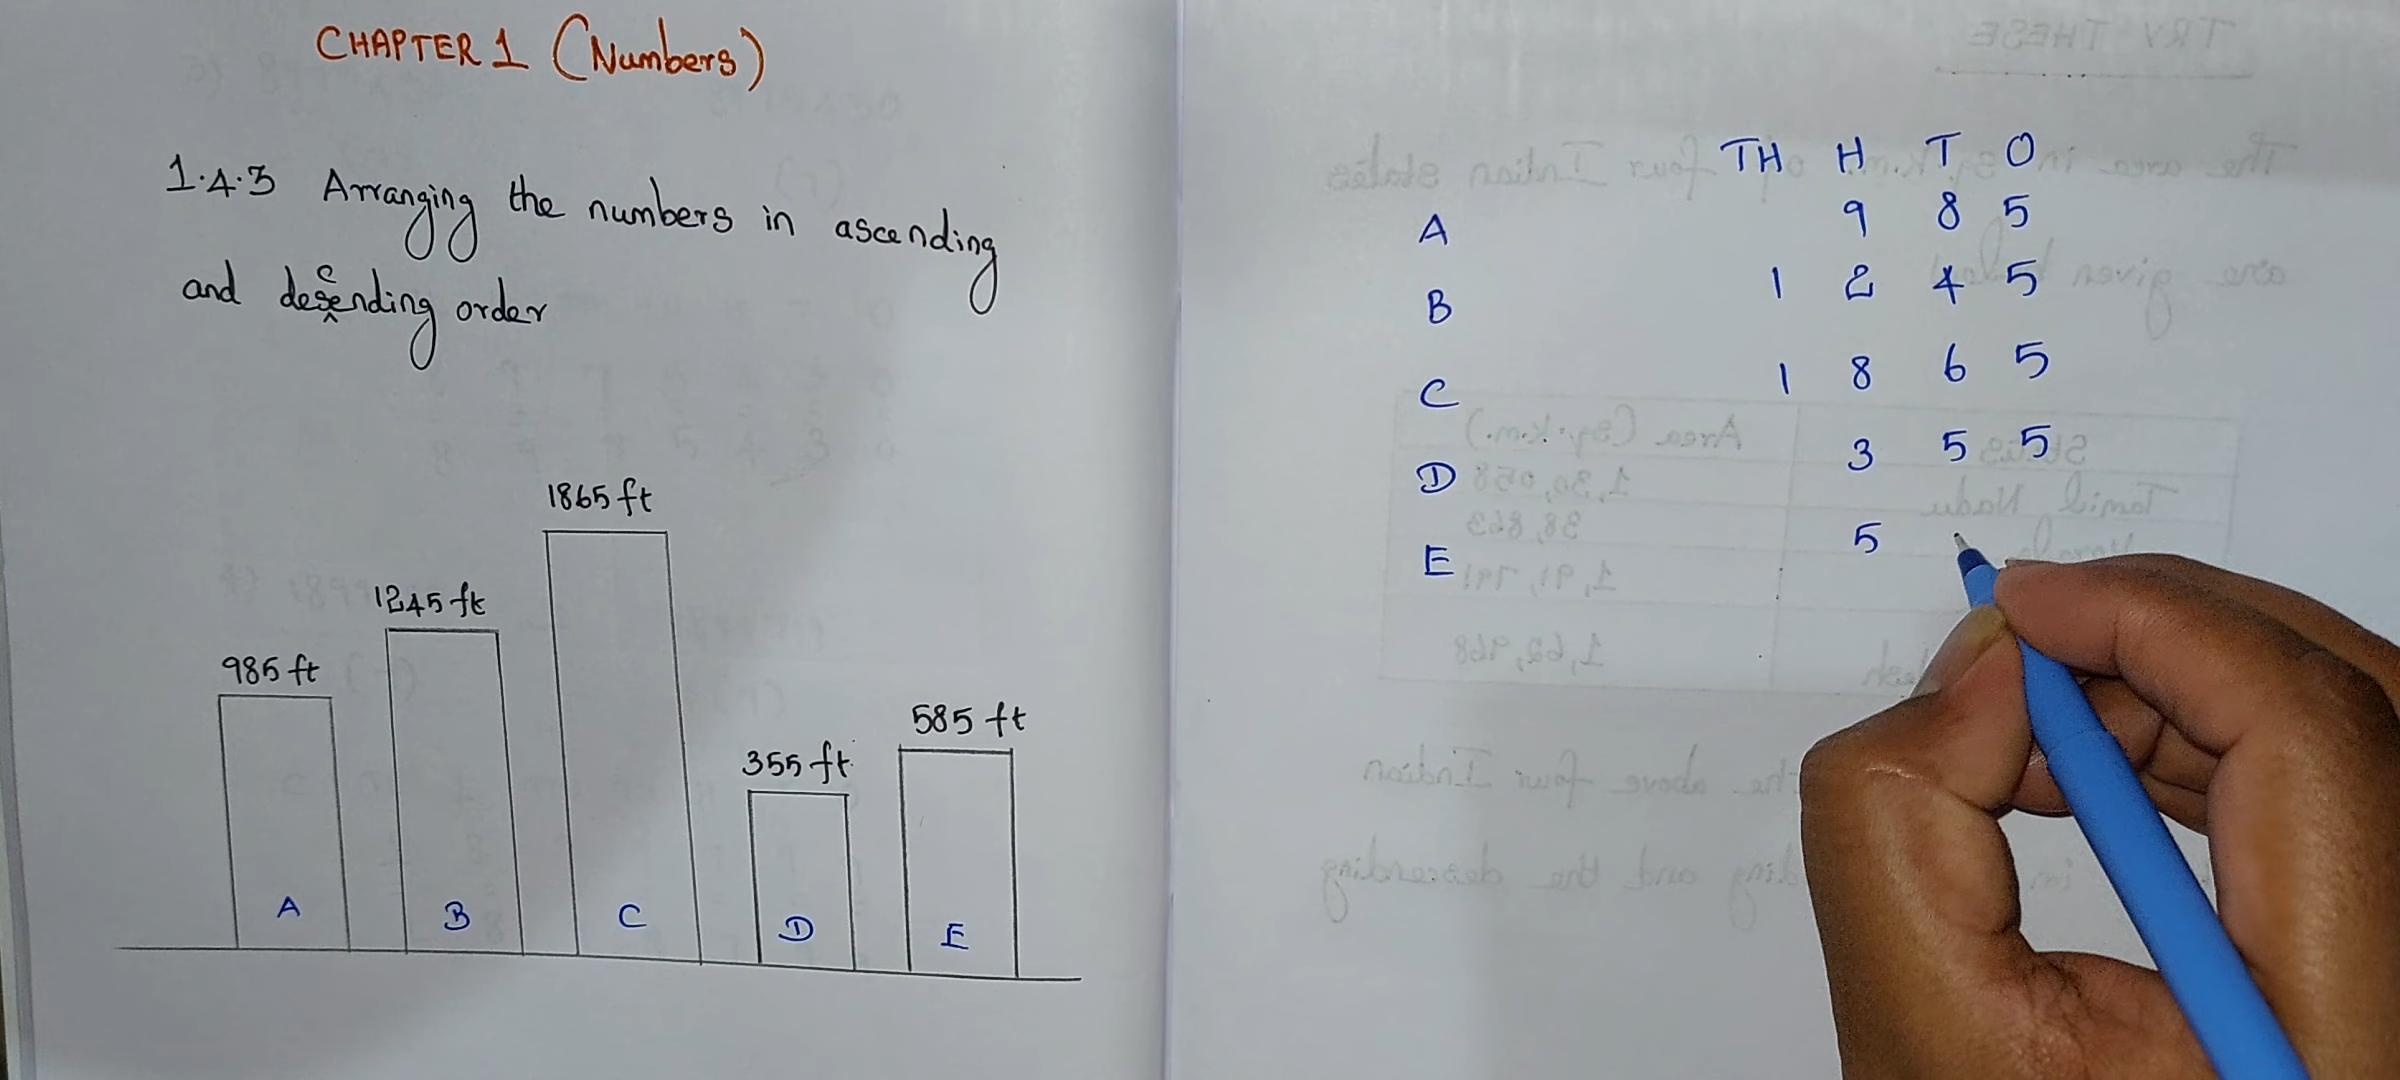 CHAPTER 1 (Numbers)
1.4.3 Arranging the numbers in ascending
and descending order
1865 ft
1245 ft
985 ft
585 ft
355 ft
A B C D E
TH H T O
A 9 8 5
B 1 2 4 5
C 1 8 6 5
D 3 5 5
E 5